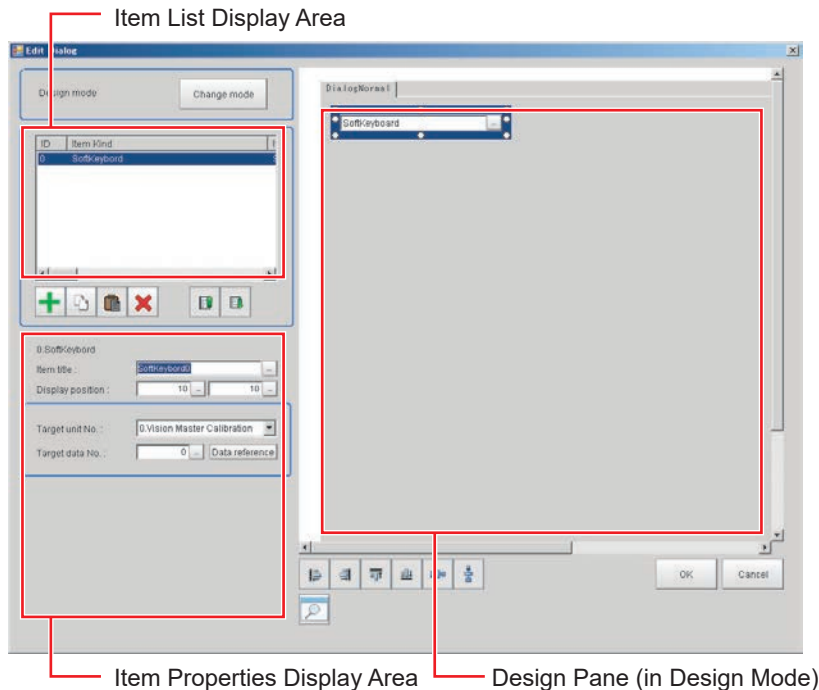 Item List Display Area
Edit Dialog
Design mode
Change mode
DialogNormal
SoftKeyboard
...
ID Item Kind
0 SoftKeybord
0.SoftKeybord
Item title :
SoftKeybord0
...
Display position :
10 ... 10 ...
Target unit No. :
0.Vision Master Calibration
Target data No. :
0 ... Data reference
OK Cancel
Item Properties Display Area
Design Pane (in Design Mode)